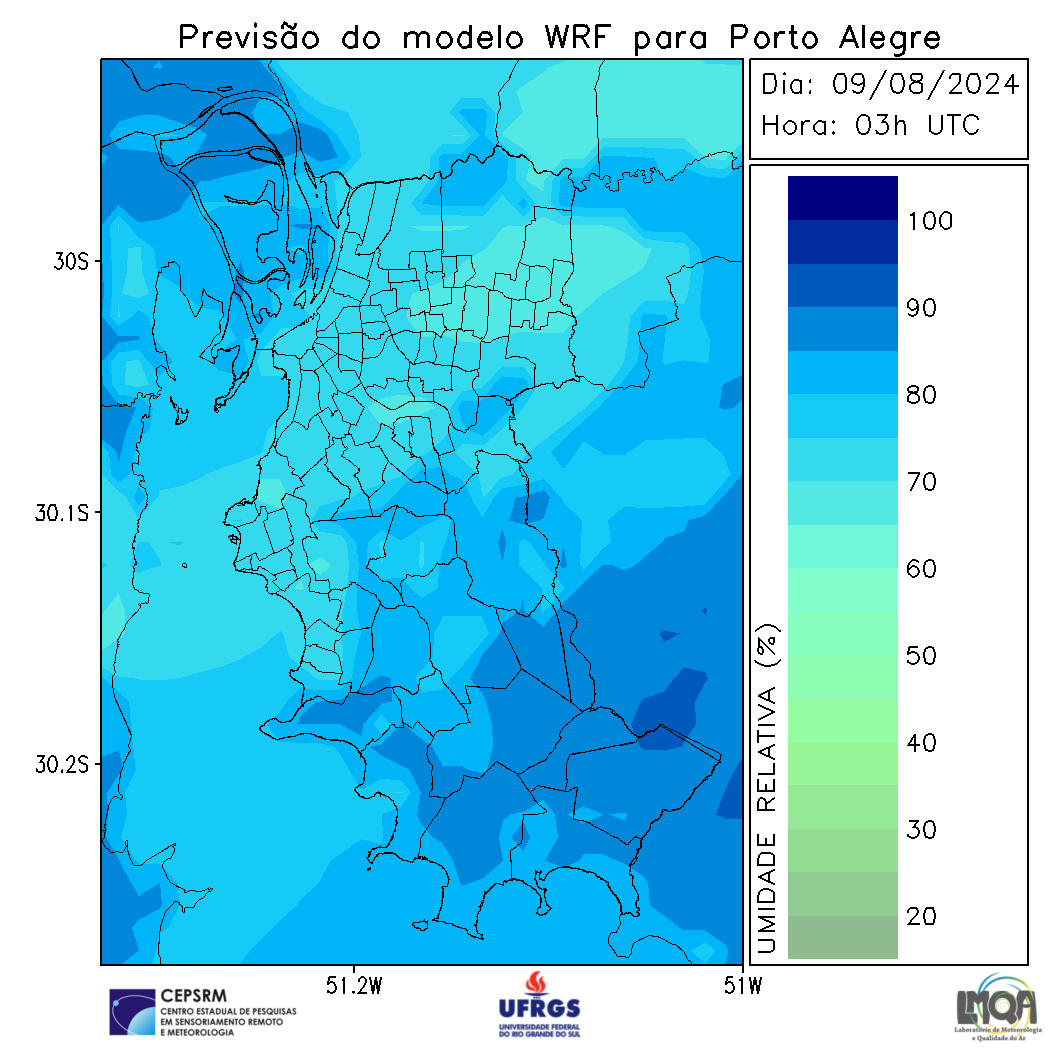 Previsão do modelo WRF para Porto Alegre
Dia: 09/08/2024
Hora: 03h UTC
30S
30.1S
30.2S
51.2W
51W
100
90
80
70
60
50
40
30
20
UMIDADE RELATIVA (%)
CEPSRM
CENTRO ESTADUAL DE PESQUISAS
EM SENSORIAMENTO REMOTO
E METEOROLOGIA
UFRGS
UNIVERSIDADE FEDERAL
DO RIO GRANDE DO SUL
LMQA
Laboratório de Meteorologia
e Qualidade do Ar